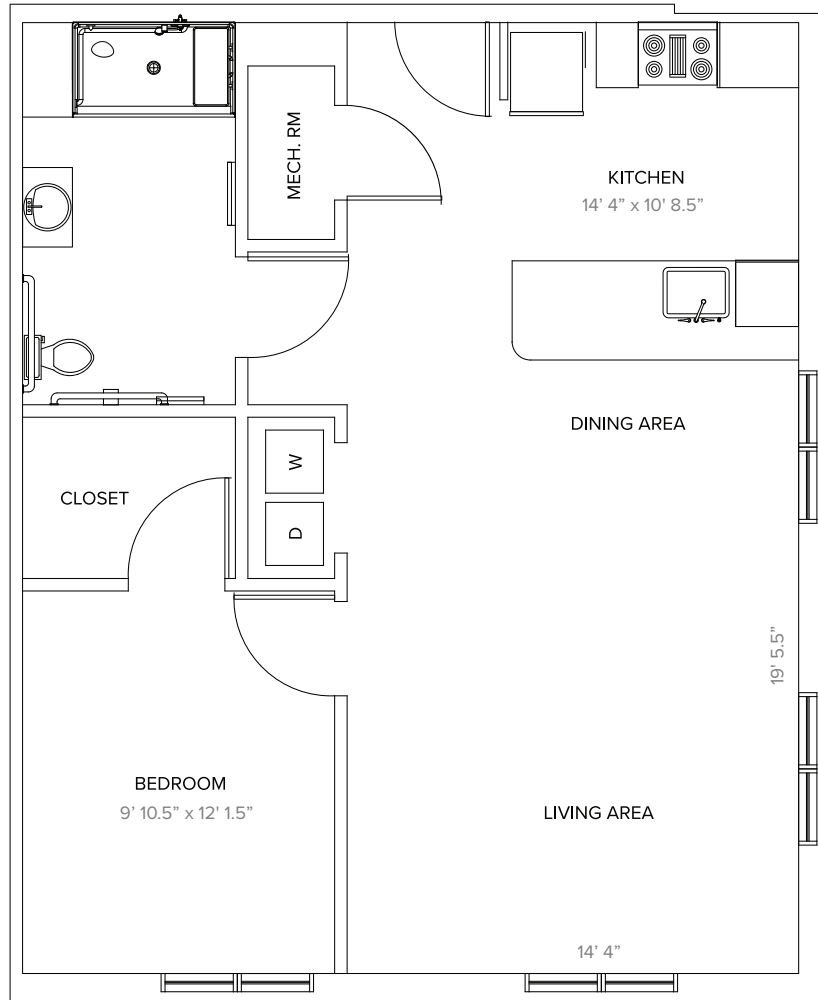 MECH. RM
KITCHEN
14’ 4” x 10' 8.5”
DINING AREA
W
CLOSET
D
19’ 5.5”
BEDROOM
9’ 10.5” x 12' 1.5”
LIVING AREA
14’ 4”